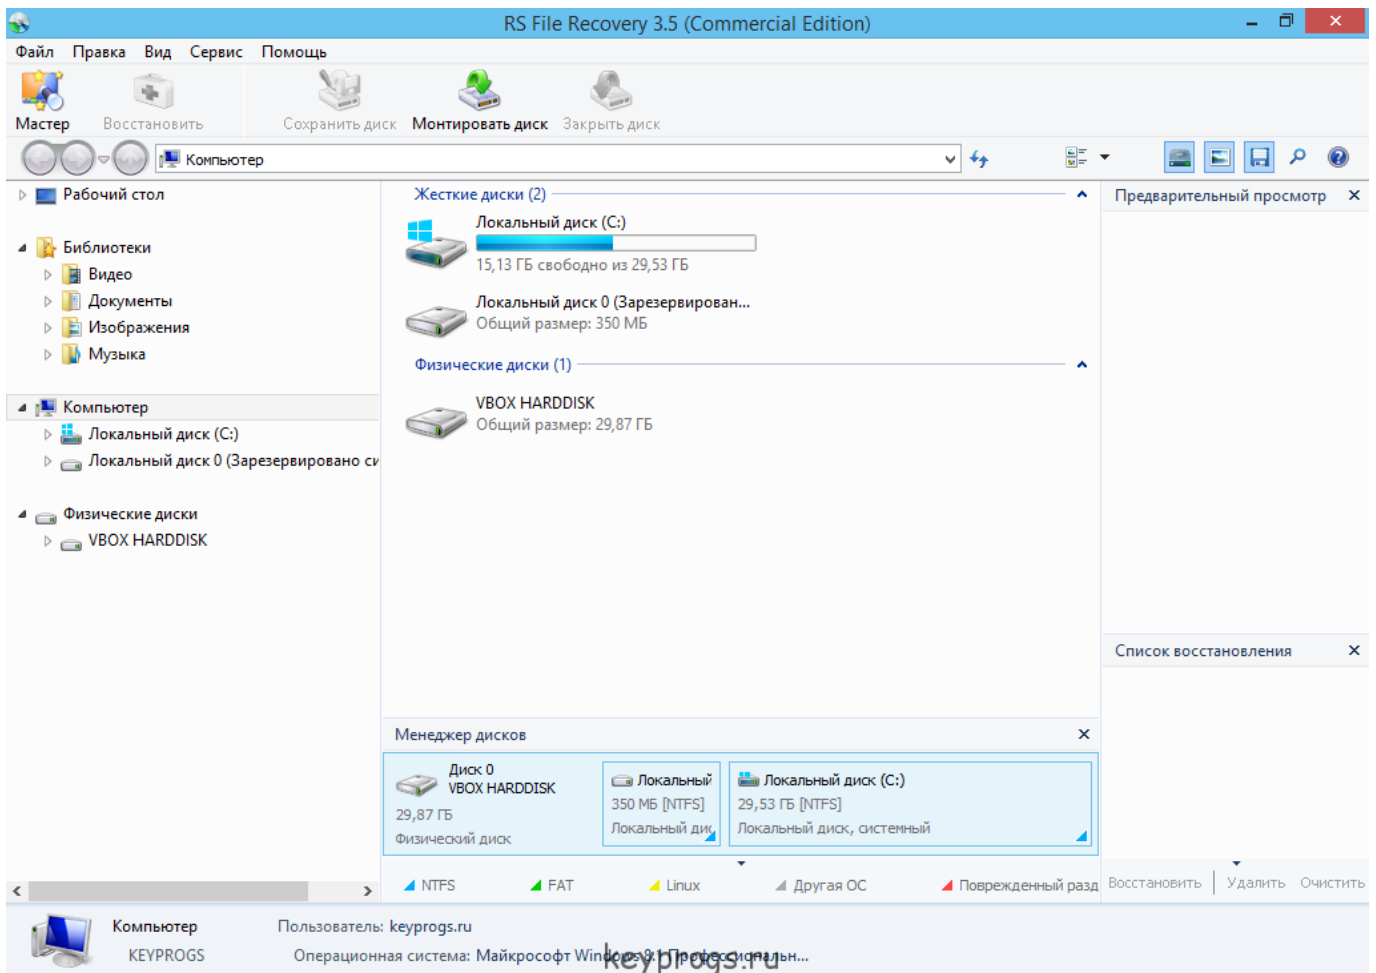 RS File Recovery 3.5 (Commercial Edition)
Файл Правка Вид Сервис Помощь
Мастер Восстановить Сохранить диск Монтировать диск Закрыть диск
Компьютер
Рабочий стол
Библиотеки
Видео
Документы
Изображения
Музыка
Компьютер
Локальный диск (C:)
Локальный диск 0 (Зарезервировано си
Физические диски
VBOX HARDDISK
Жесткие диски (2)
Локальный диск (C:)
15,13 ГБ свободно из 29,53 ГБ
Локальный диск 0 (Зарезервирован...
Общий размер: 350 МБ
Физические диски (1)
VBOX HARDDISK
Общий размер: 29,87 ГБ
Предварительный просмотр
Список восстановления
Менеджер дисков
Диск 0
VBOX HARDDISK
29,87 ГБ
Физический диск
Локальный
350 МБ [NTFS]
Локальный дис
Локальный диск (C:)
29,53 ГБ [NTFS]
Локальный диск, системный
NTFS FAT Linux Другая ОС Поврежденный разд
Восстановить Удалить Очистить
Компьютер Пользователь: keyprogs.ru
KEYPROGS Операционная система: Майкрософт Windows 8.1 Профессиональн...
keyprogs.ru